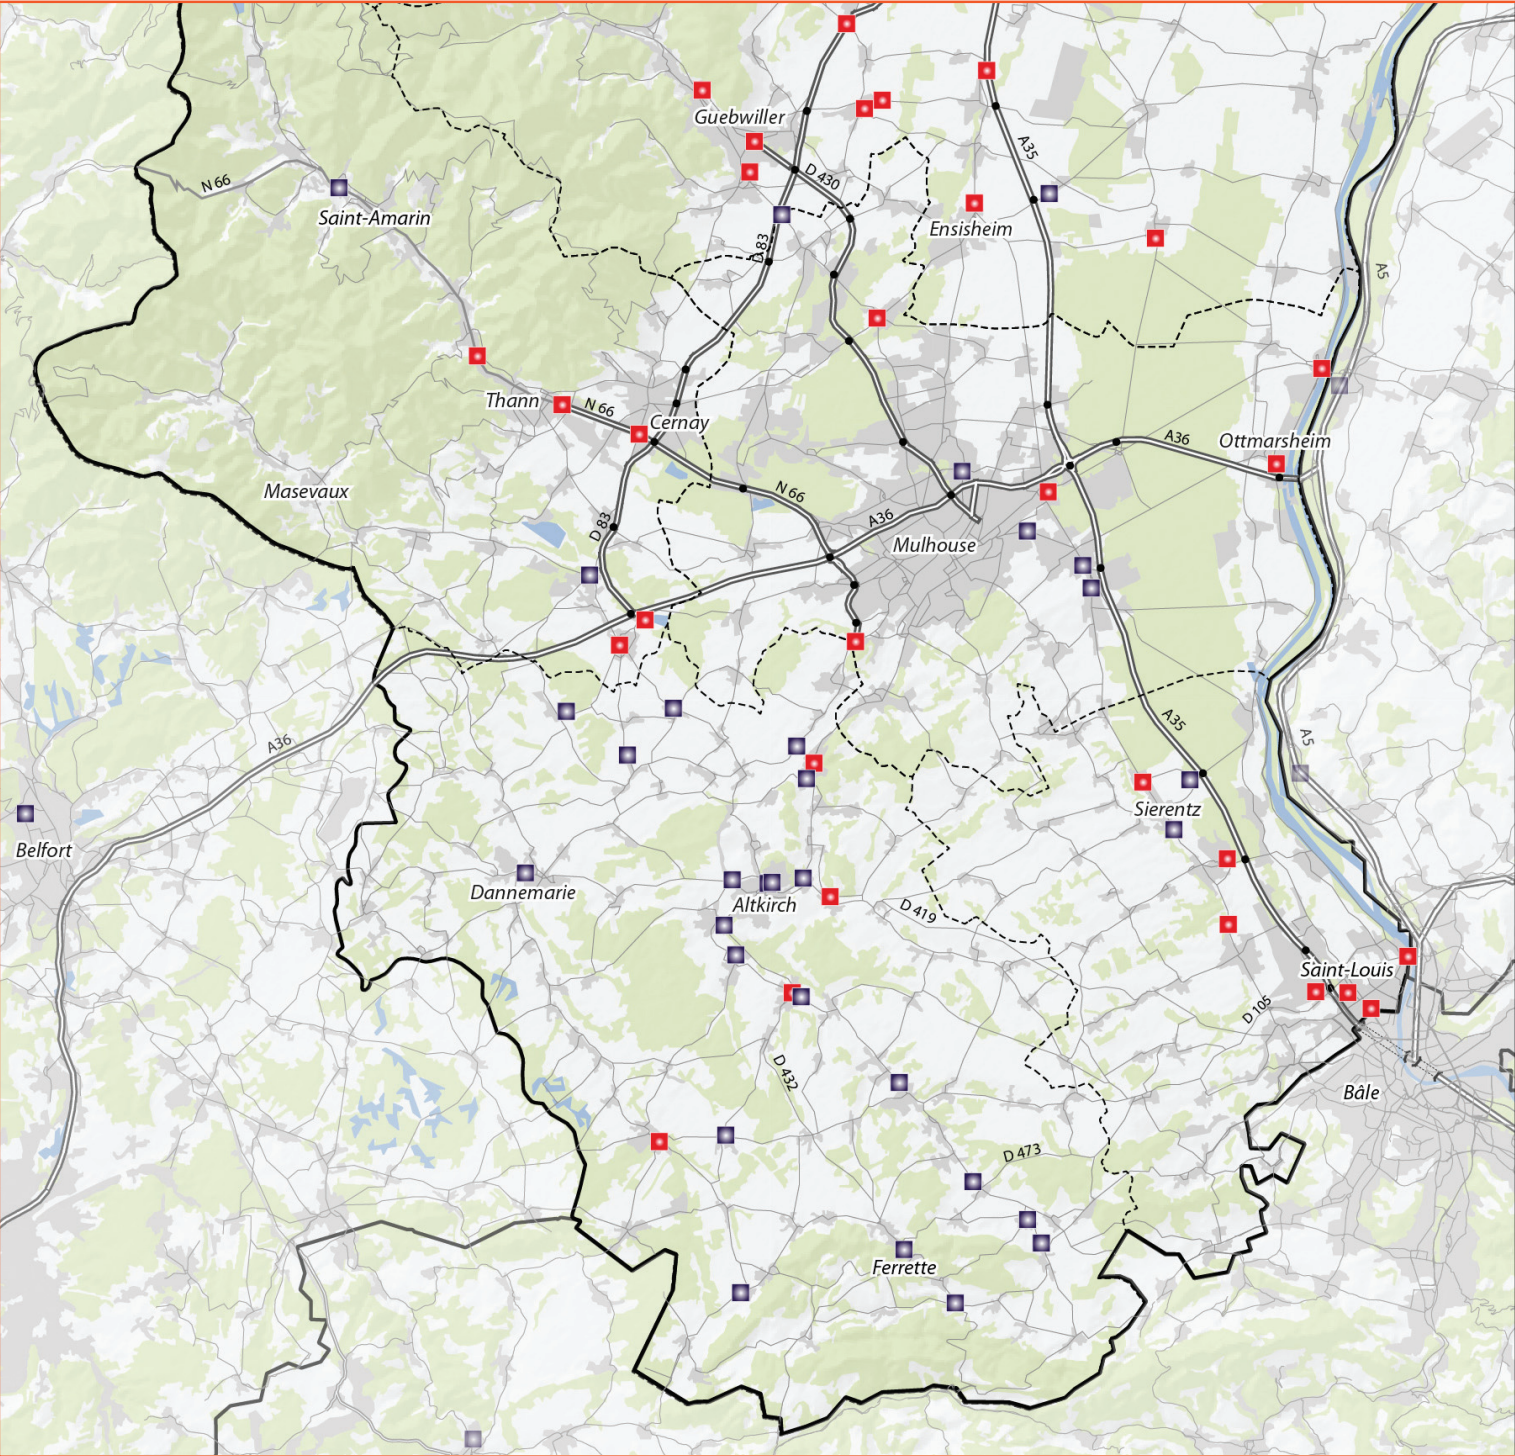 Guebwiller
A35
N 66
D 430
Saint-Amarin
Ensisheim
D 83
A5
Thann
N 66
Cernay
Ottmarsheim
A36
Masevaux
N 66
A36
D 83
Mulhouse
A35
A5
A36
Sierentz
Belfort
Dannemarie
Altkirch
D 419
Saint-Louis
D 105
D 432
Bâle
D 473
Ferrette